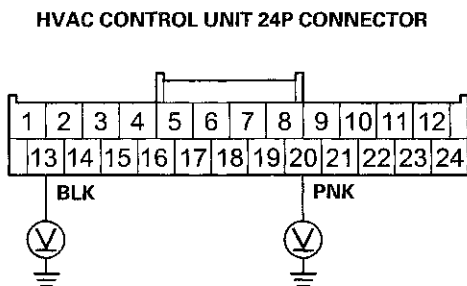 HVAC CONTROL UNIT 24P CONNECTOR
1 2 3 4 5 6 7 8 9 10 11 12
13 14 15 16 17 18 19 20 21 22 23 24
BLK PNK
V V